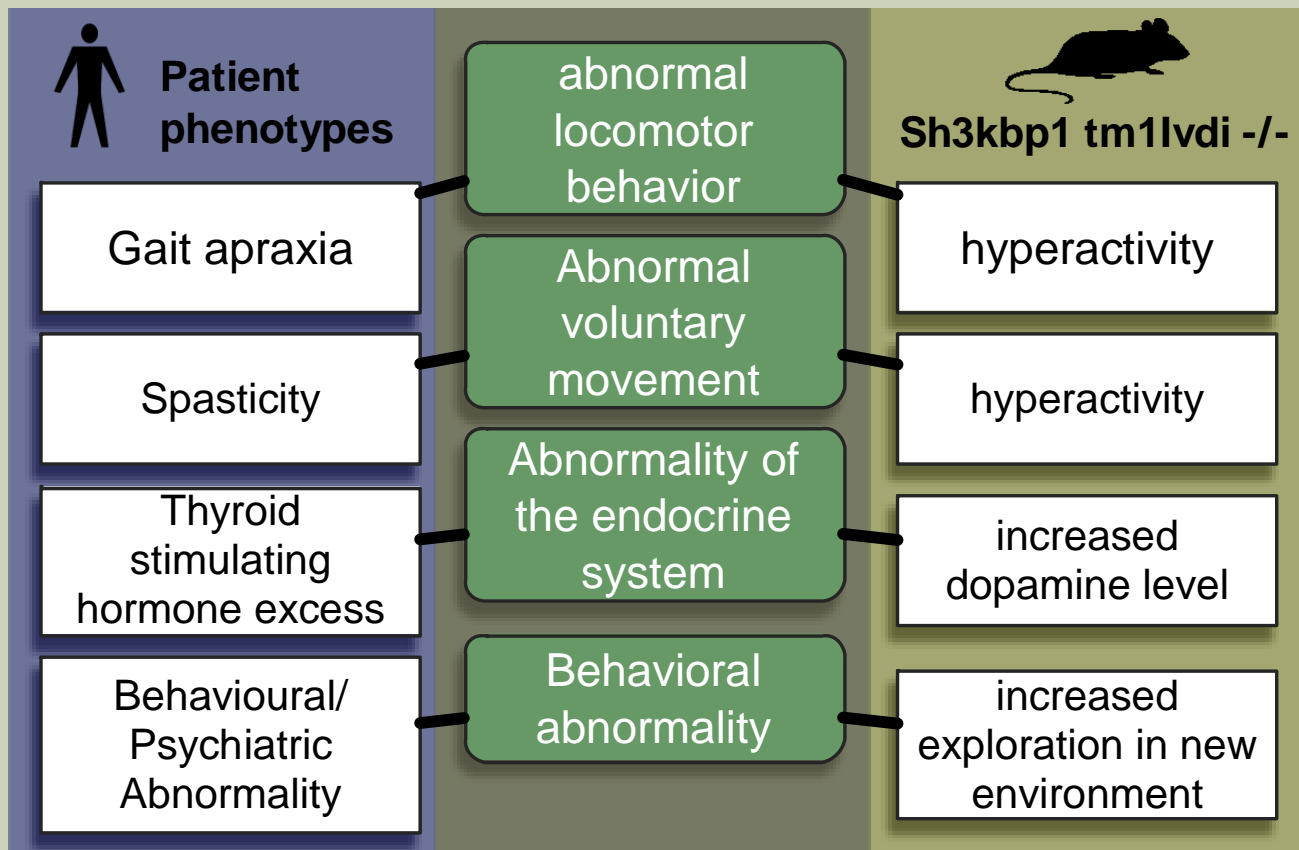 Patient
phenotypes
abnormal
locomotor
behavior
Sh3kbp1 tm1Ivdi -/-
Gait apraxia
hyperactivity
Abnormal
voluntary
movement
Spasticity
hyperactivity
Abnormality of
the endocrine
system
Thyroid
stimulating
hormone excess
increased
dopamine level
Behavioral
abnormality
Behavioural/
Psychiatric
Abnormality
increased
exploration in new
environment